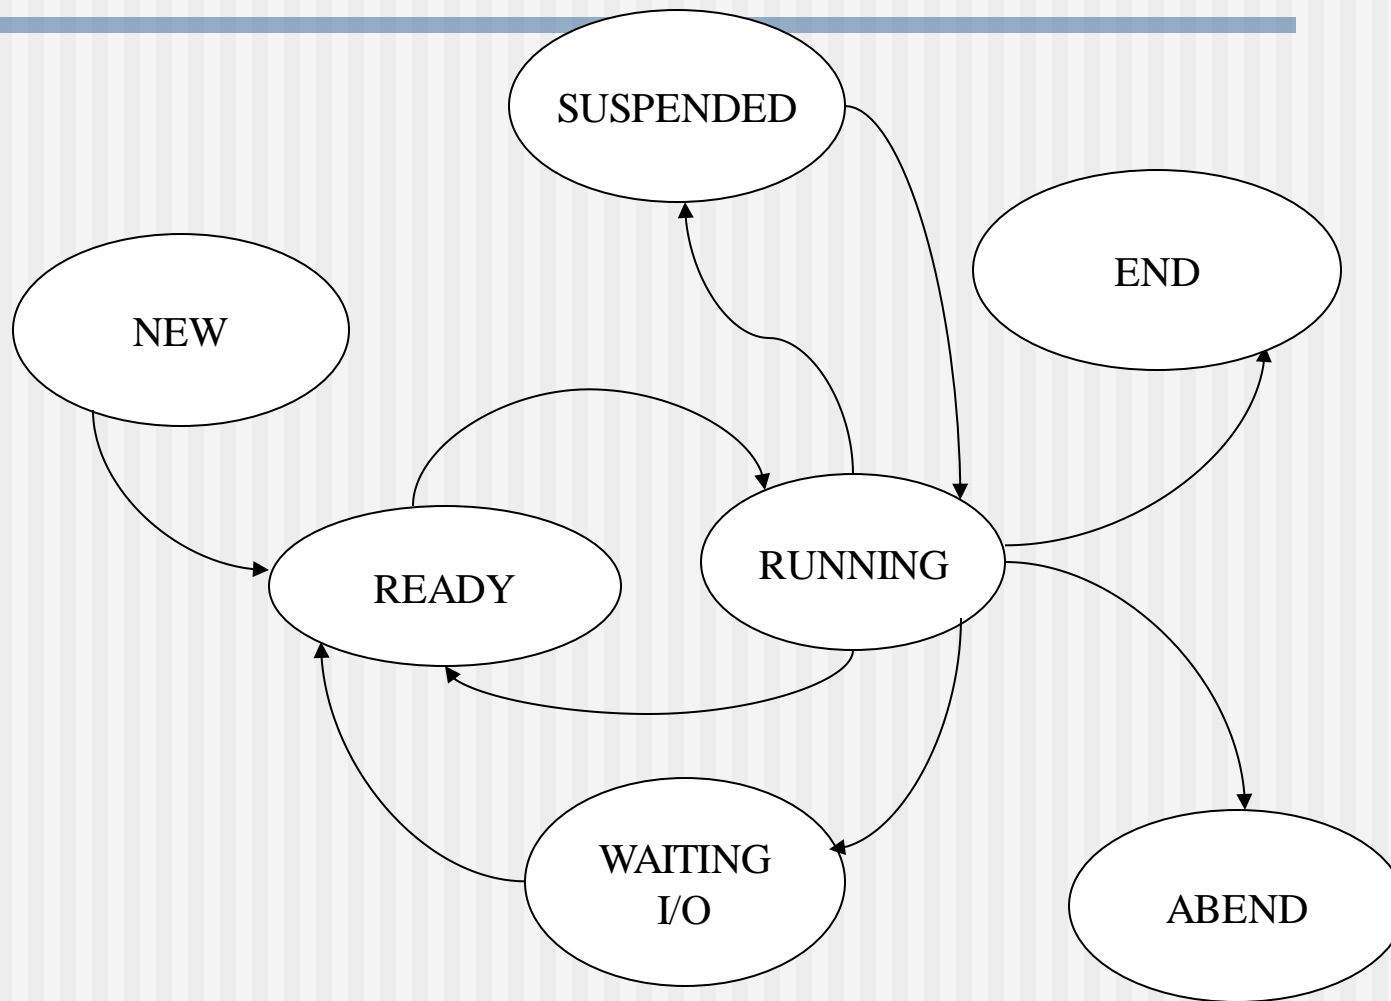 SUSPENDED
END
NEW
RUNNING
READY
WAITING
I/O
ABEND